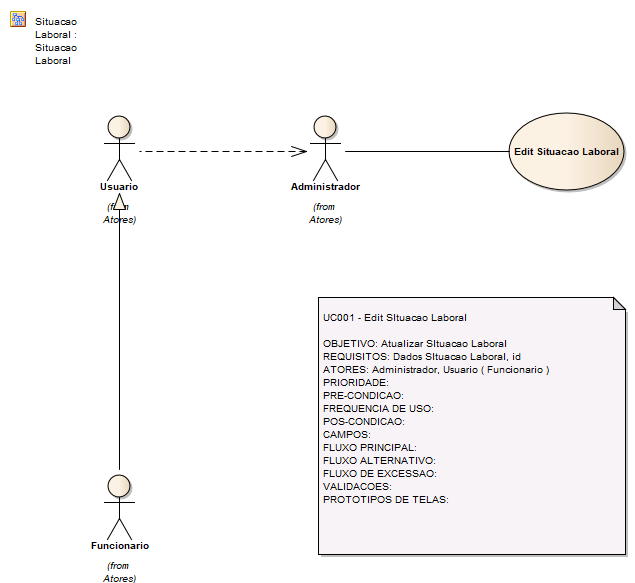 Situacao
Laboral :
Situacao
Laboral
Edit Situacao Laboral
Usuario
Administrador
(from
Atores)
(from
Atores)
UC001 - Edit SItuacao Laboral
OBJETIVO: Atualizar SItuacao Laboral
REQUISITOS: Dados SItuacao Laboral, id
ATORES: Administrador, Usuario ( Funcionario )
PRIORIDADE:
PRE-CONDICAO:
FREQUENCIA DE USO:
POS-CONDICAO:
CAMPOS:
FLUXO PRINCIPAL:
FLUXO ALTERNATIVO:
FLUXO DE EXCESSAO:
VALIDACOES:
PROTOTIPOS DE TELAS:
Funcionario
(from
Atores)